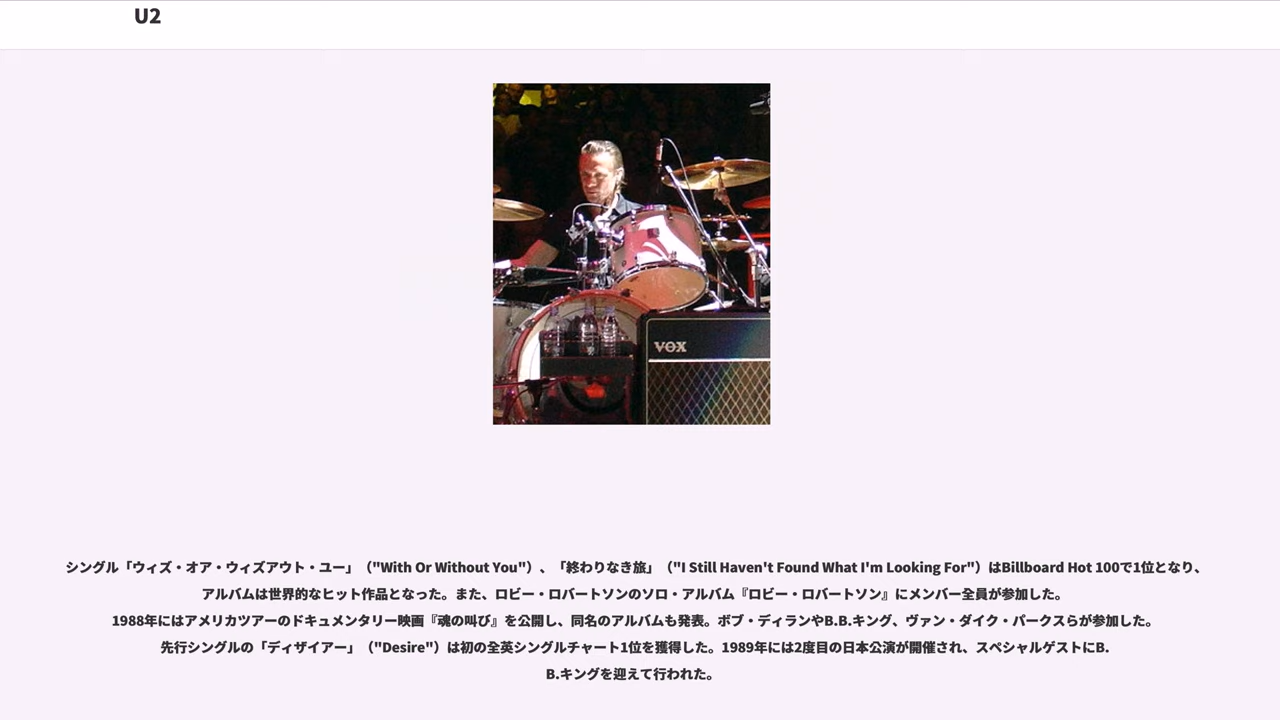 U2
VOX
シングル「ウィズ・オア・ウィズアウト・ユー」（"With Or Without You"）、「終わりなき旅」（"I Still Haven't Found What I'm Looking For"）はBillboard Hot 100で1位となり、
アルバムは世界的なヒット作品となった。また、ロビー・ロバートソンのソロ・アルバム『ロビー・ロバートソン』にメンバー全員が参加した。
1988年にはアメリカツアーのドキュメンタリー映画『魂の叫び』を公開し、同名のアルバムも発表。ボブ・ディランやB.B.キング、ヴァン・ダイク・パークスらが参加した。
先行シングルの「ディザイアー」（"Desire"）は初の全英シングルチャート1位を獲得した。1989年には2度目の日本公演が開催され、スペシャルゲストにB.
B.キングを迎えて行われた。